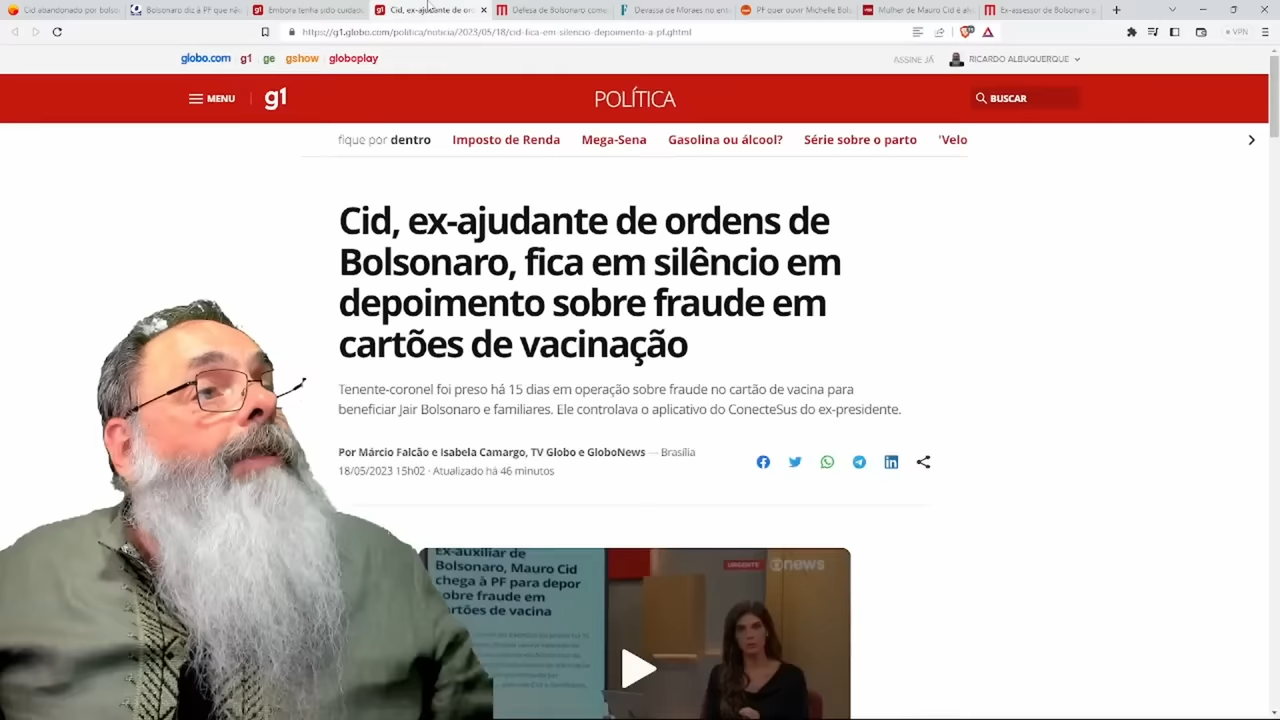 Cid abandonado por bolso
Bolsonaro diz à PF que não
Embora tenha sido cuidado
Cid, ex-ajudante de ord
Defesa de Bolsonaro come
Devassa de Moraes no ent
PF quer ouvir Michelle Bols
Mulher de Mauro Cid é alv
Ex-assessor de Bolsonaro p
https://g1.globo.com/politica/noticia/2023/05/18/cid-fica-em-silencio-depoimento-a-pf.ghtml
VPN
globo.com g1 ge gshow globoplay
ASSINE JÁ
RICARDO ALBUQUERQUE
MENU
g1
POLÍTICA
BUSCAR
fique por dentro
Imposto de Renda
Mega-Sena
Gasolina ou álcool?
Série sobre o parto
'Velo
Cid, ex-ajudante de ordens de
Bolsonaro, fica em silêncio em
depoimento sobre fraude em
cartões de vacinação
Tenente-coronel foi preso há 15 dias em operação sobre fraude no cartão de vacina para
beneficiar Jair Bolsonaro e familiares. Ele controlava o aplicativo do ConecteSus do ex-presidente.
Por Márcio Falcão e Isabela Camargo, TV Globo e GloboNews — Brasília
18/05/2023 15h02 · Atualizado há 46 minutos
Ex-auxiliar de
Bolsonaro, Mauro Cid
chega à PF para depor
sobre fraude em
cartões de vacina
URGENTE
news